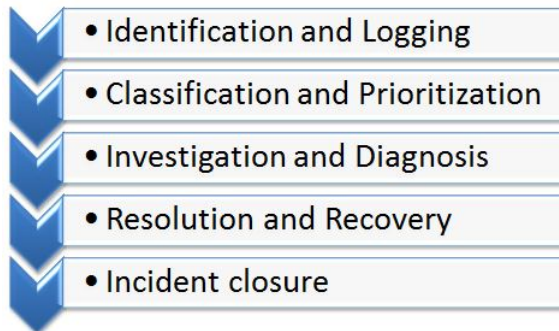 • Identification and Logging
• Classification and Prioritization
• Investigation and Diagnosis
• Resolution and Recovery
• Incident closure